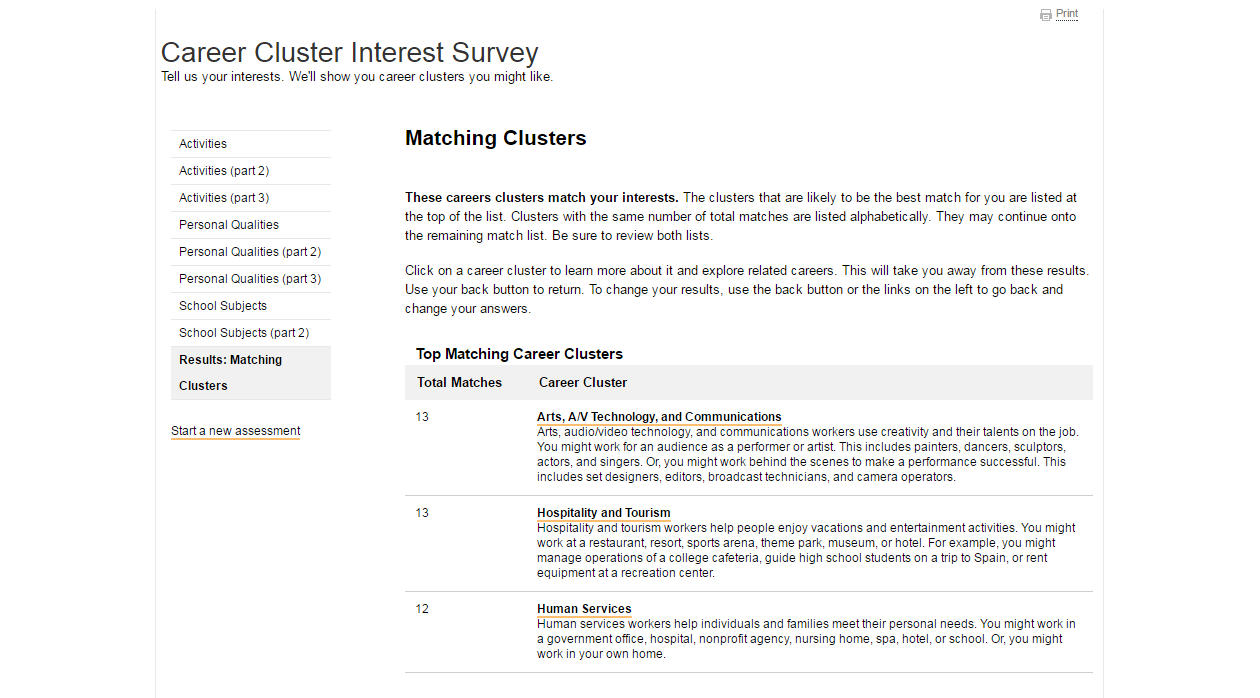 Print
Career Cluster Interest Survey
Tell us your interests. We'll show you career clusters you might like.
Activities
Activities (part 2)
Activities (part 3)
Personal Qualities
Personal Qualities (part 2)
Personal Qualities (part 3)
School Subjects
School Subjects (part 2)
Results: Matching
Clusters
Start a new assessment
Matching Clusters
These careers clusters match your interests. The clusters that are likely to be the best match for you are listed at
the top of the list. Clusters with the same number of total matches are listed alphabetically. They may continue onto
the remaining match list. Be sure to review both lists.
Click on a career cluster to learn more about it and explore related careers. This will take you away from these results.
Use your back button to return. To change your results, use the back button or the links on the left to go back and
change your answers.
Top Matching Career Clusters
Total Matches Career Cluster
13 Arts, A/V Technology, and Communications
Arts, audio/video technology, and communications workers use creativity and their talents on the job.
You might work for an audience as a performer or artist. This includes painters, dancers, sculptors,
actors, and singers. Or, you might work behind the scenes to make a performance successful. This
includes set designers, editors, broadcast technicians, and camera operators.
13 Hospitality and Tourism
Hospitality and tourism workers help people enjoy vacations and entertainment activities. You might
work at a restaurant, resort, sports arena, theme park, museum, or hotel. For example, you might
manage operations of a college cafeteria, guide high school students on a trip to Spain, or rent
equipment at a recreation center.
12 Human Services
Human services workers help individuals and families meet their personal needs. You might work in
a government office, hospital, nonprofit agency, nursing home, spa, hotel, or school. Or, you might
work in your own home.